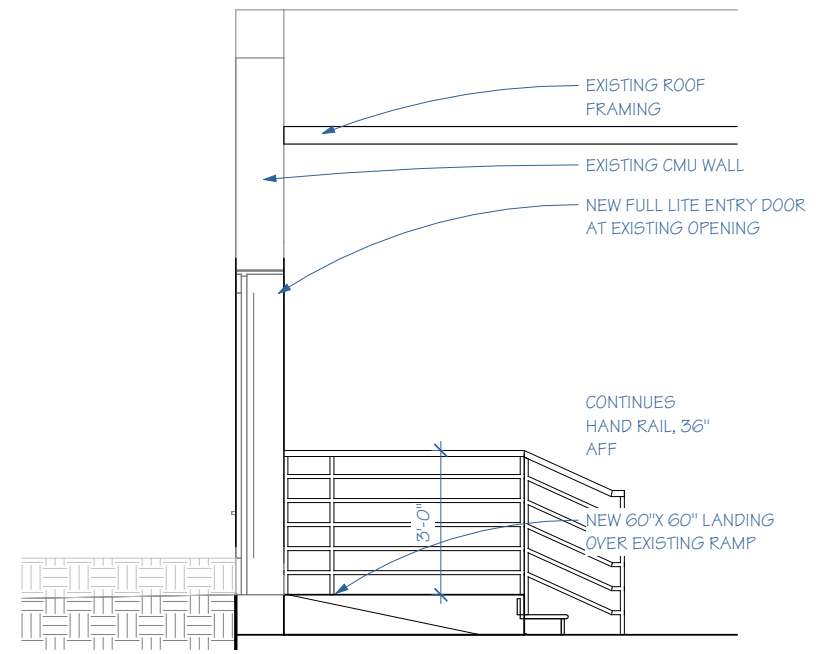 EXISTING ROOF
FRAMING
EXISTING CMU WALL
NEW FULL LITE ENTRY DOOR
AT EXISTING OPENING
CONTINUES
HAND RAIL, 36"
AFF
3'-0"
NEW 60"X 60" LANDING
OVER EXISTING RAMP